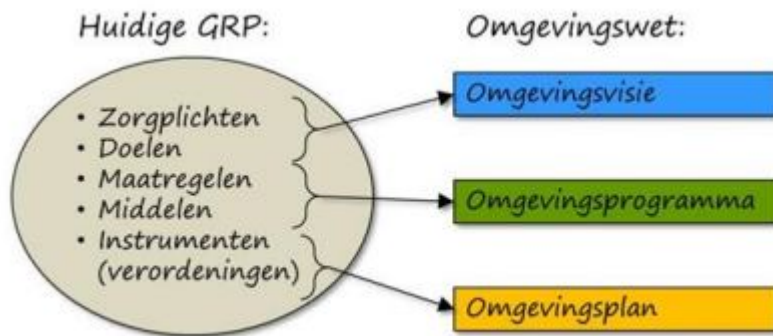 Huidige GRP:
Omgevingswet:
• Zorgplichten
• Doelen
• Maatregelen
• Middelen
• Instrumenten
(verordeningen)
Omgevingsvisie
Omgevingsprogramma
Omgevingsplan